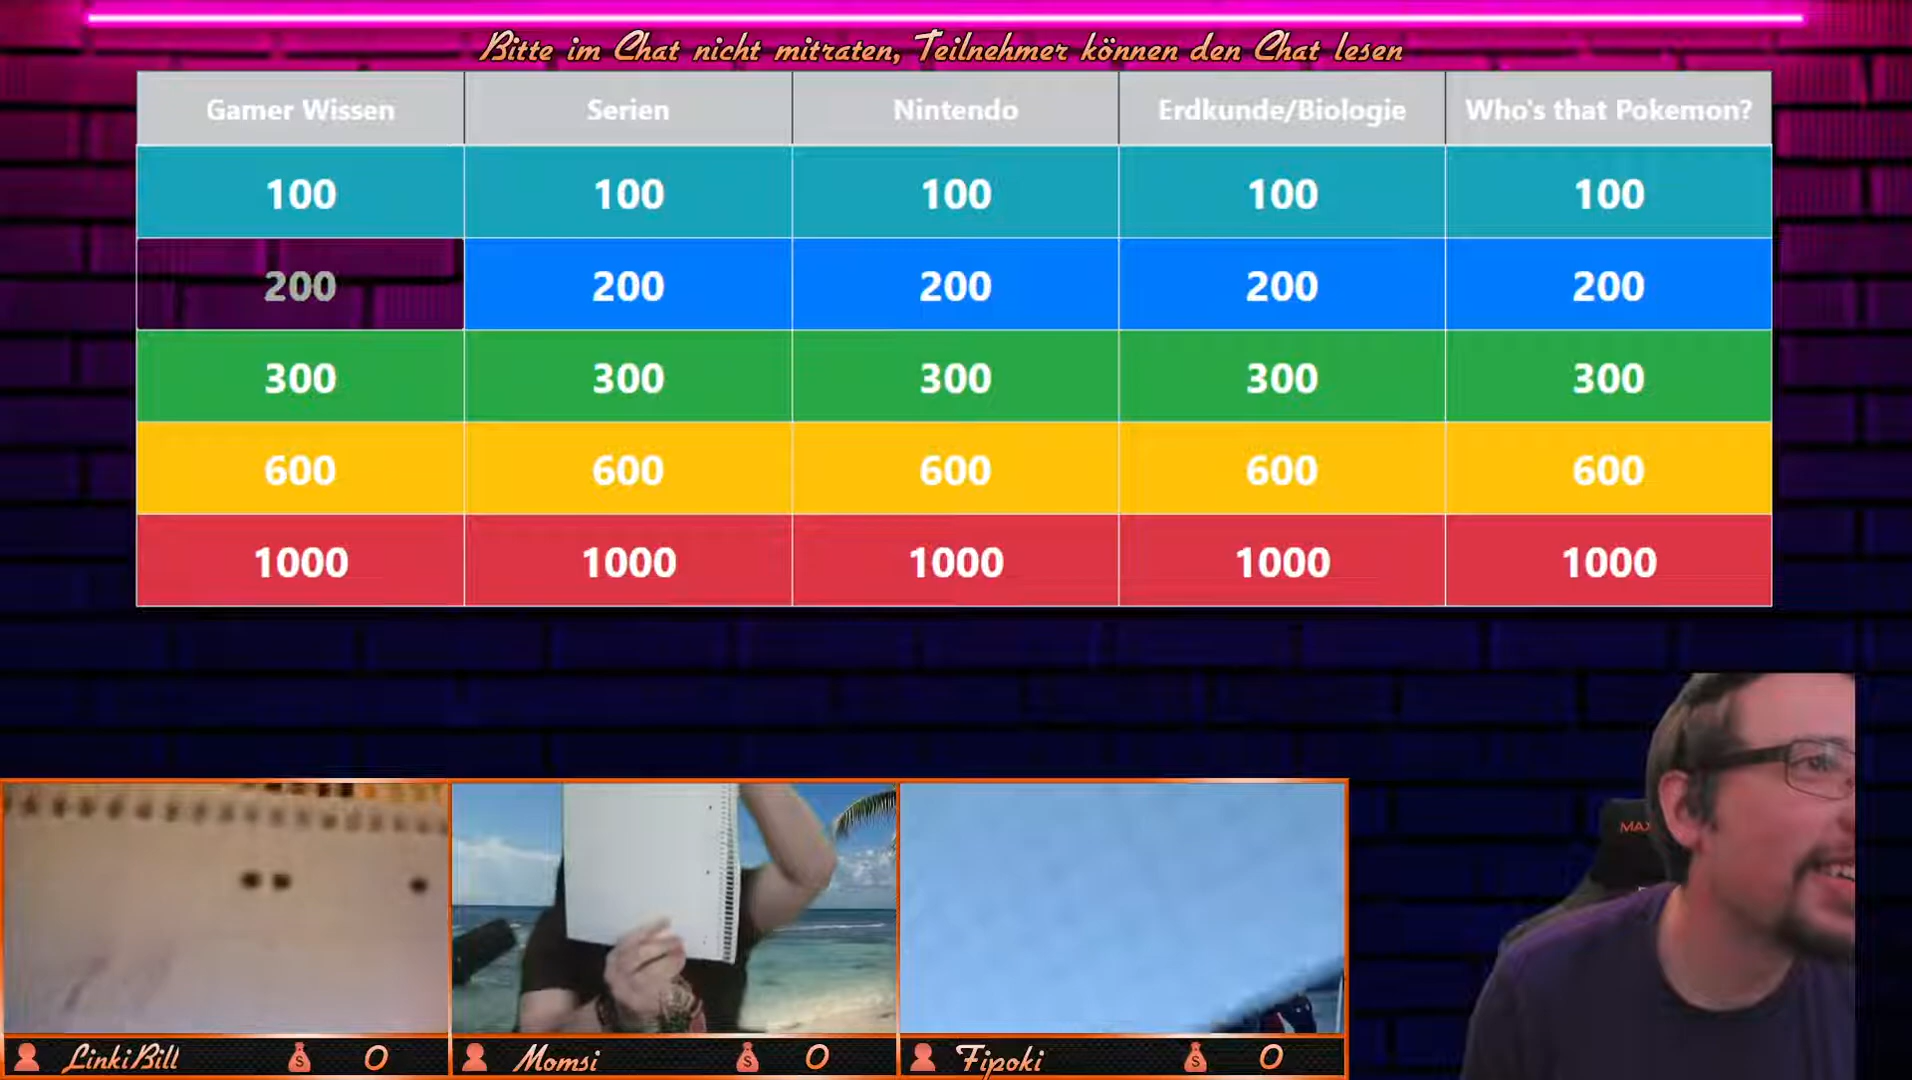 Bitte im Chat nicht mitraten, Teilnehmer können den Chat lesen
Gamer Wissen Serien Nintendo Erdkunde/Biologie Who's that Pokemon?
100 100 100 100 100
200 200 200 200 200
300 300 300 300 300
600 600 600 600 600
1000 1000 1000 1000 1000
MAX
LinkiBill $ 0 Momsi $ 0 Fipoki $ 0